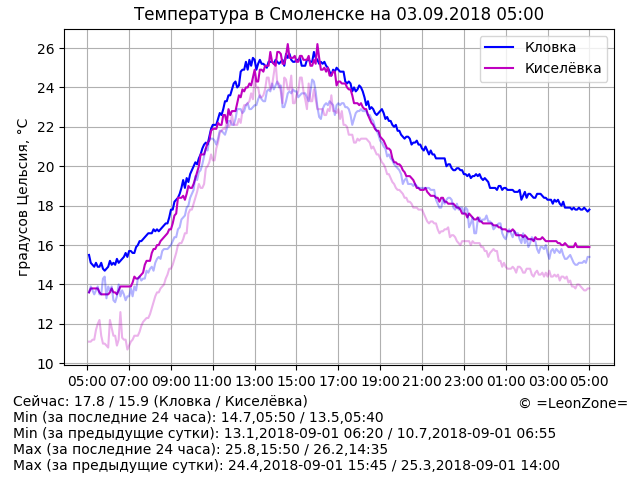 Температура в Смоленске на 03.09.2018 05:00
градусов Цельсия, °C
26
24
22
20
18
16
14
12
10
Кловка
Киселёвка
05:00 07:00 09:00 11:00 13:00 15:00 17:00 19:00 21:00 23:00 01:00 03:00 05:00
Сейчас: 17.8 / 15.9 (Кловка / Киселёвка)
© =LeonZone=
Min (за последние 24 часа): 14.7,05:50 / 13.5,05:40
Min (за предыдущие сутки): 13.1,2018-09-01 06:20 / 10.7,2018-09-01 06:55
Max (за последние 24 часа): 25.8,15:50 / 26.2,14:35
Max (за предыдущие сутки): 24.4,2018-09-01 15:45 / 25.3,2018-09-01 14:00